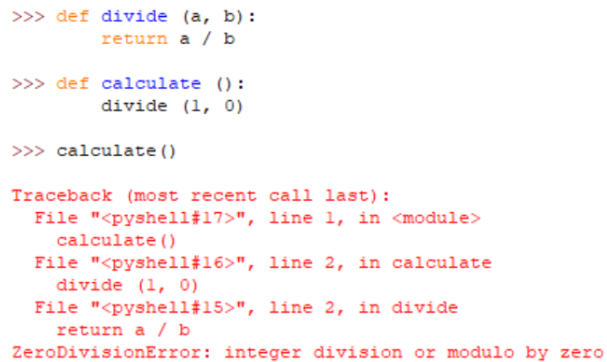 >>> def divide (a, b):
        return a / b
>>> def calculate ():
        divide (1, 0)
>>> calculate()
Traceback (most recent call last):
  File "<pyshell#17>", line 1, in <module>
    calculate()
  File "<pyshell#16>", line 2, in calculate
    divide (1, 0)
  File "<pyshell#15>", line 2, in divide
    return a / b
ZeroDivisionError: integer division or modulo by zero